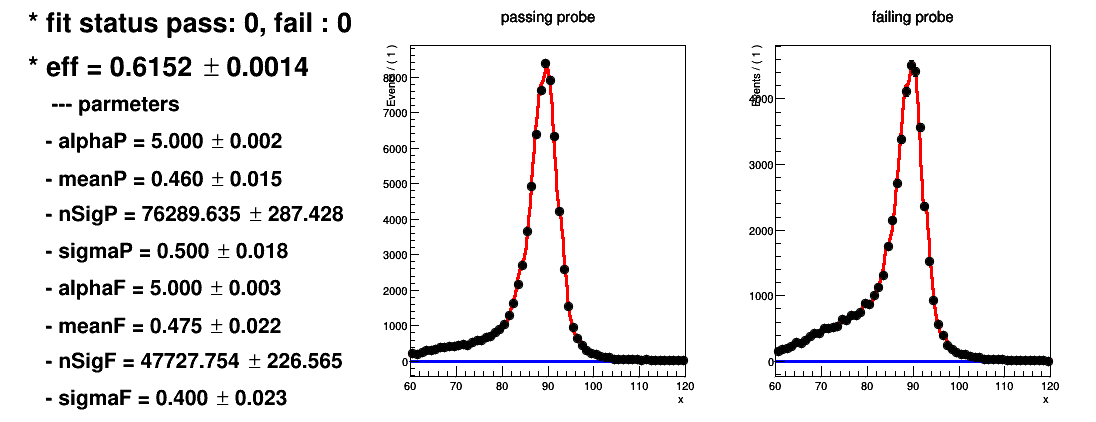 * fit status pass: 0, fail : 0
* eff = 0.6152 ± 0.0014
--- parmeters
- alphaP = 5.000 ± 0.002
- meanP = 0.460 ± 0.015
- nSigP = 76289.635 ± 287.428
- sigmaP = 0.500 ± 0.018
- alphaF = 5.000 ± 0.003
- meanF = 0.475 ± 0.022
- nSigF = 47727.754 ± 226.565
- sigmaF = 0.400 ± 0.023
passing probe
Events / ( 1 )
8000
7000
6000
5000
4000
3000
2000
1000
0
60 70 80 90 100 110 120
x
failing probe
Events / ( 1 )
4000
3000
2000
1000
0
60 70 80 90 100 110 120
x